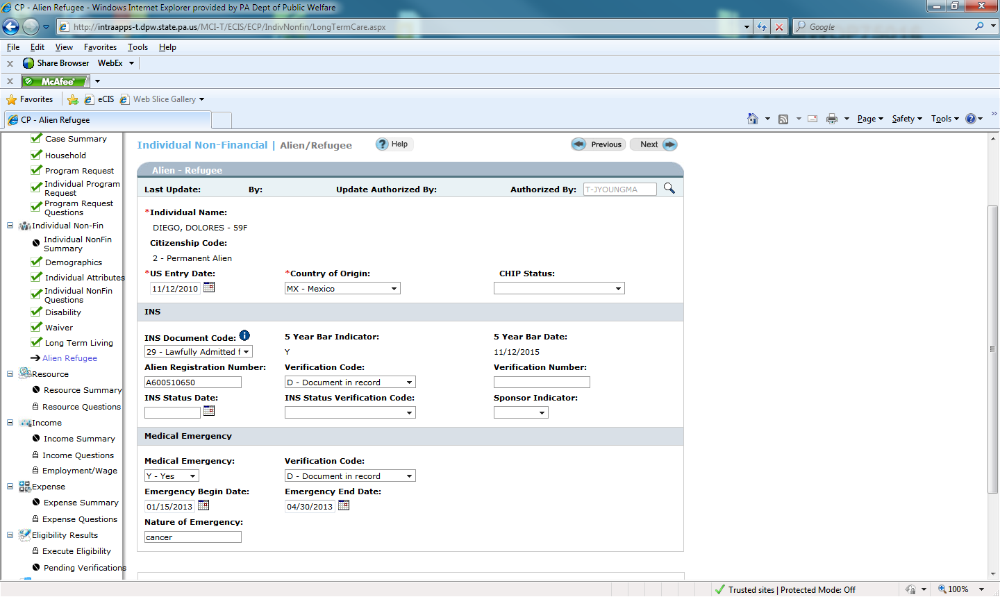 CP - Alien Refugee - Windows Internet Explorer provided by PA Dept of Public Welfare
http://intraapps-t.dpw.state.pa.us/MCI-T/ECIS/ECP/IndivNonfin/LongTermCare.aspx
Google
File Edit View Favorites Tools Help
x Share Browser WebEx
x McAfee
Favorites eCIS Web Slice Gallery
CP - Alien Refugee
Page Safety Tools
Case Summary
Household
Program Request
Individual Program
Request
Program Request
Questions
Individual Non-Fin
Individual NonFin
Summary
Demographics
Individual Attributes
Individual NonFin
Questions
Disability
Waiver
Long Term Living
Alien Refugee
Resource
Resource Summary
Resource Questions
Income
Income Summary
Income Questions
Employment/Wage
Expense
Expense Summary
Expense Questions
Eligibility Results
Execute Eligibility
Pending Verifications
Individual Non-Financial | Alien/Refugee
Help
Previous Next
Alien - Refugee
Last Update: By: Update Authorized By: Authorized By: T-JYOUNGMA
*Individual Name:
DIEGO, DOLORES - 59F
Citizenship Code:
2 - Permanent Alien
*US Entry Date: *Country of Origin: CHIP Status:
11/12/2010 MX - Mexico
INS
INS Document Code: 5 Year Bar Indicator: 5 Year Bar Date:
29 - Lawfully Admitted f Y 11/12/2015
Alien Registration Number: Verification Code: Verification Number:
A600510650 D - Document in record
INS Status Date: INS Status Verification Code: Sponsor Indicator:
Medical Emergency
Medical Emergency: Verification Code:
Y - Yes D - Document in record
Emergency Begin Date: Emergency End Date:
01/15/2013 04/30/2013
Nature of Emergency:
cancer
Trusted sites | Protected Mode: Off
100%